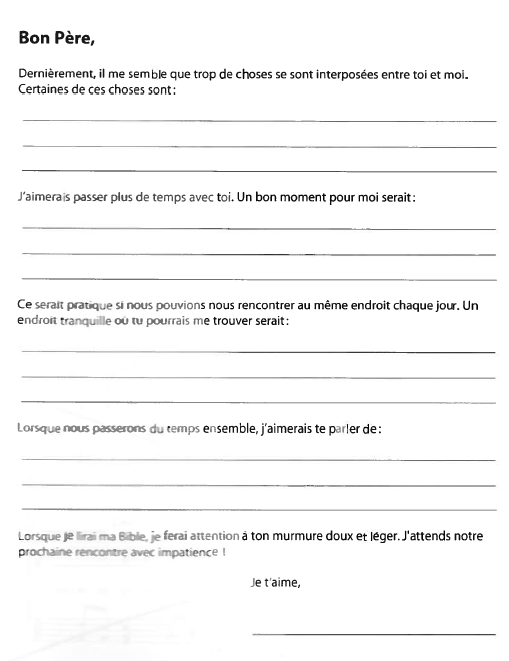 Bon Père,
Dernièrement, il me semble que trop de choses se sont interposées entre toi et moi.
Certaines de ces choses sont :
J'aimerais passer plus de temps avec toi. Un bon moment pour moi serait :
Ce serait pratique si nous pouvions nous rencontrer au même endroit chaque jour. Un
endroit tranquille où tu pourrais me trouver serait :
Lorsque nous passerons du temps ensemble, j'aimerais te parler de :
Lorsque je lirai ma Bible, je ferai attention à ton murmure doux et léger. J'attends notre
prochaine rencontre avec impatience !
Je t'aime,